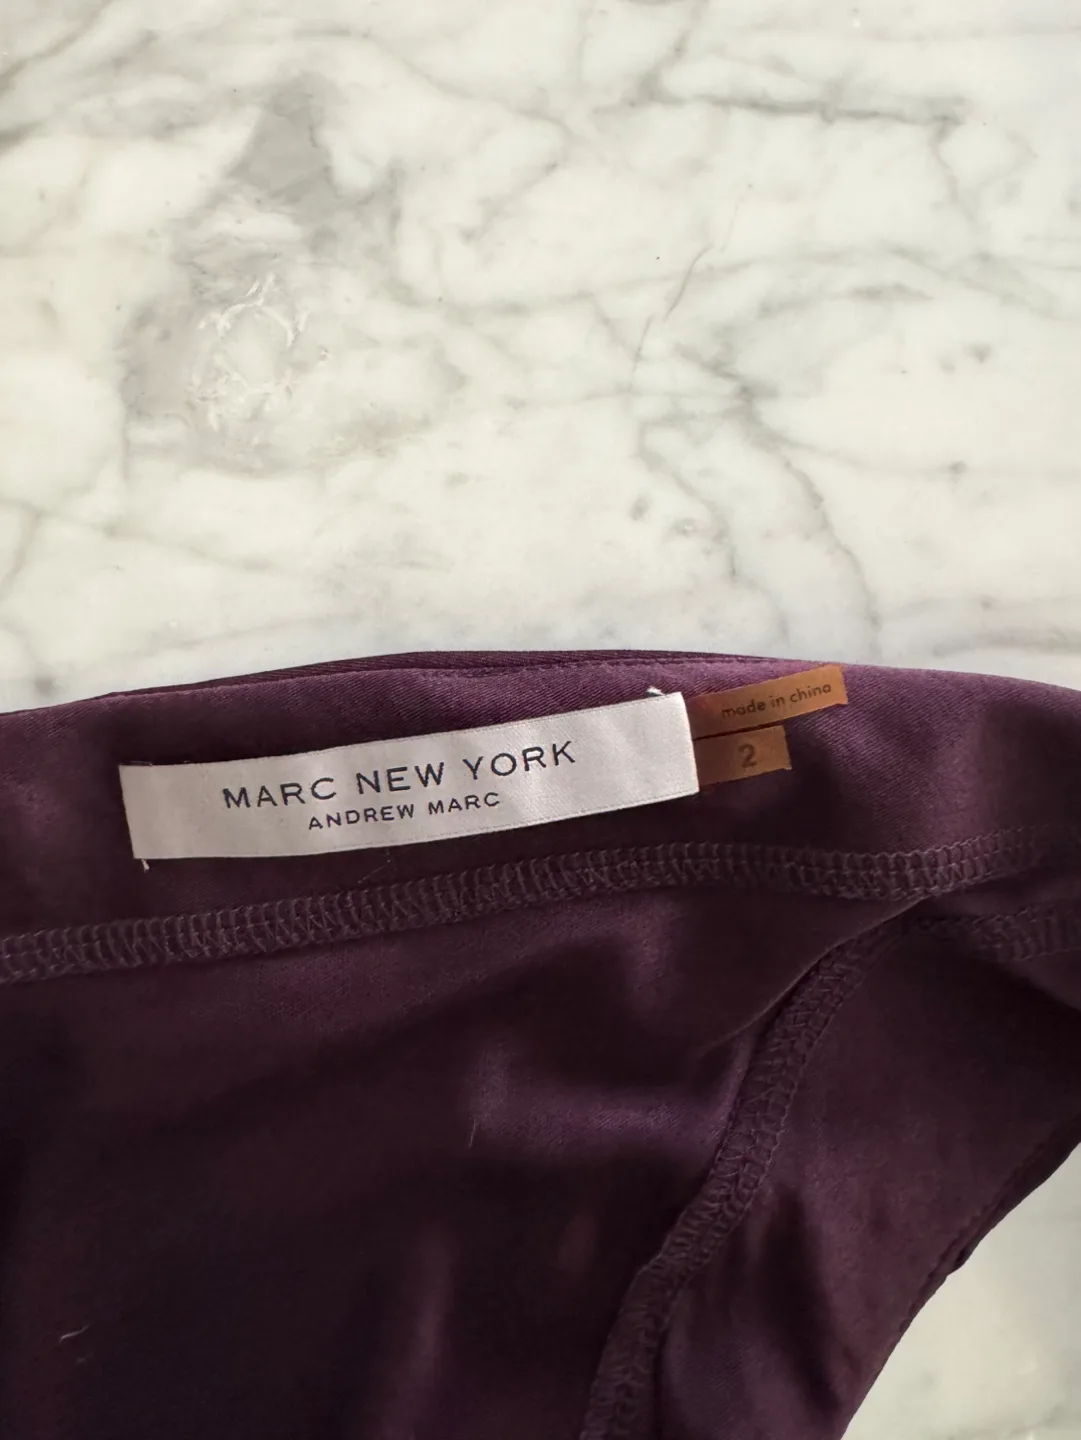 MARC NEW YORK
ANDREW MARC
made in china
2